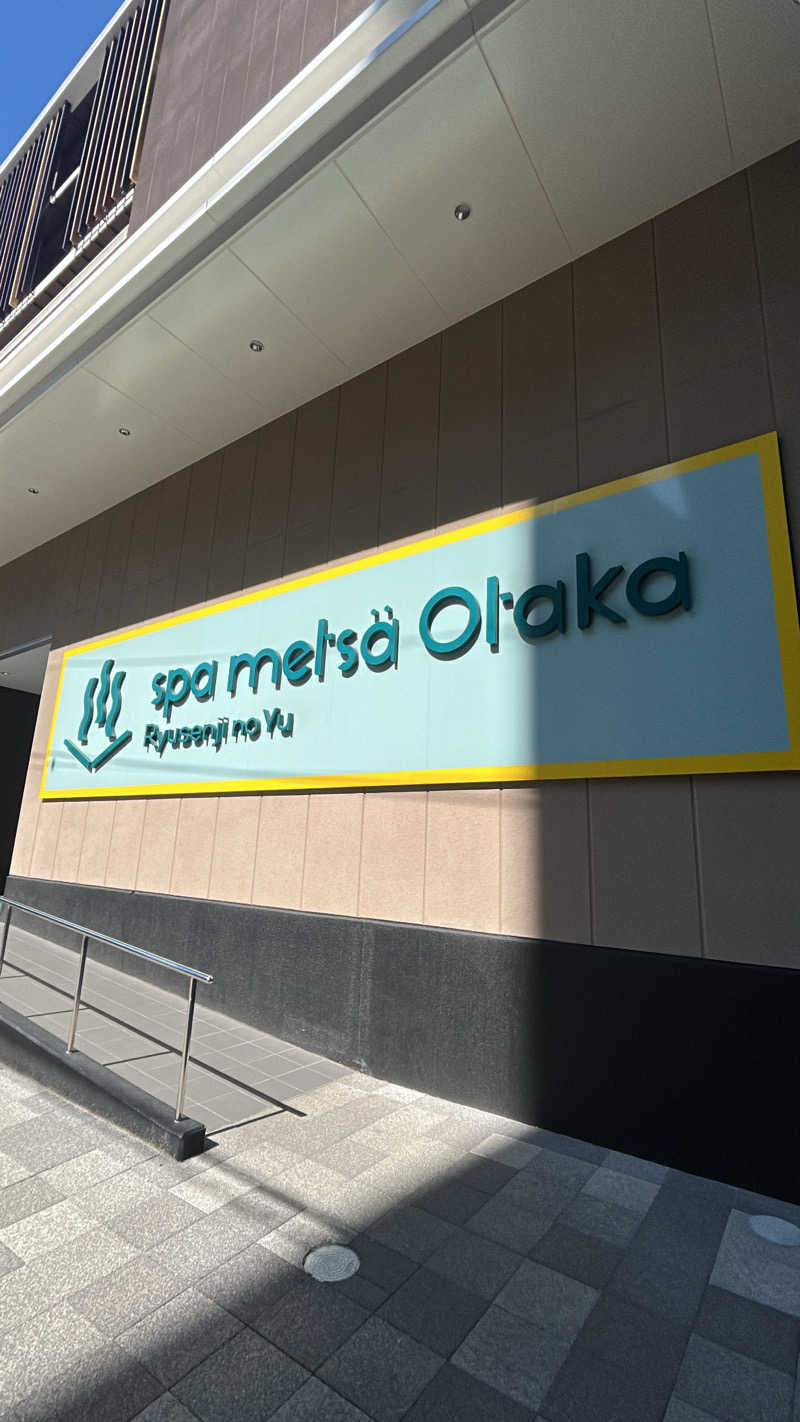 spa metsä Otaka
Ryusenji no Yu